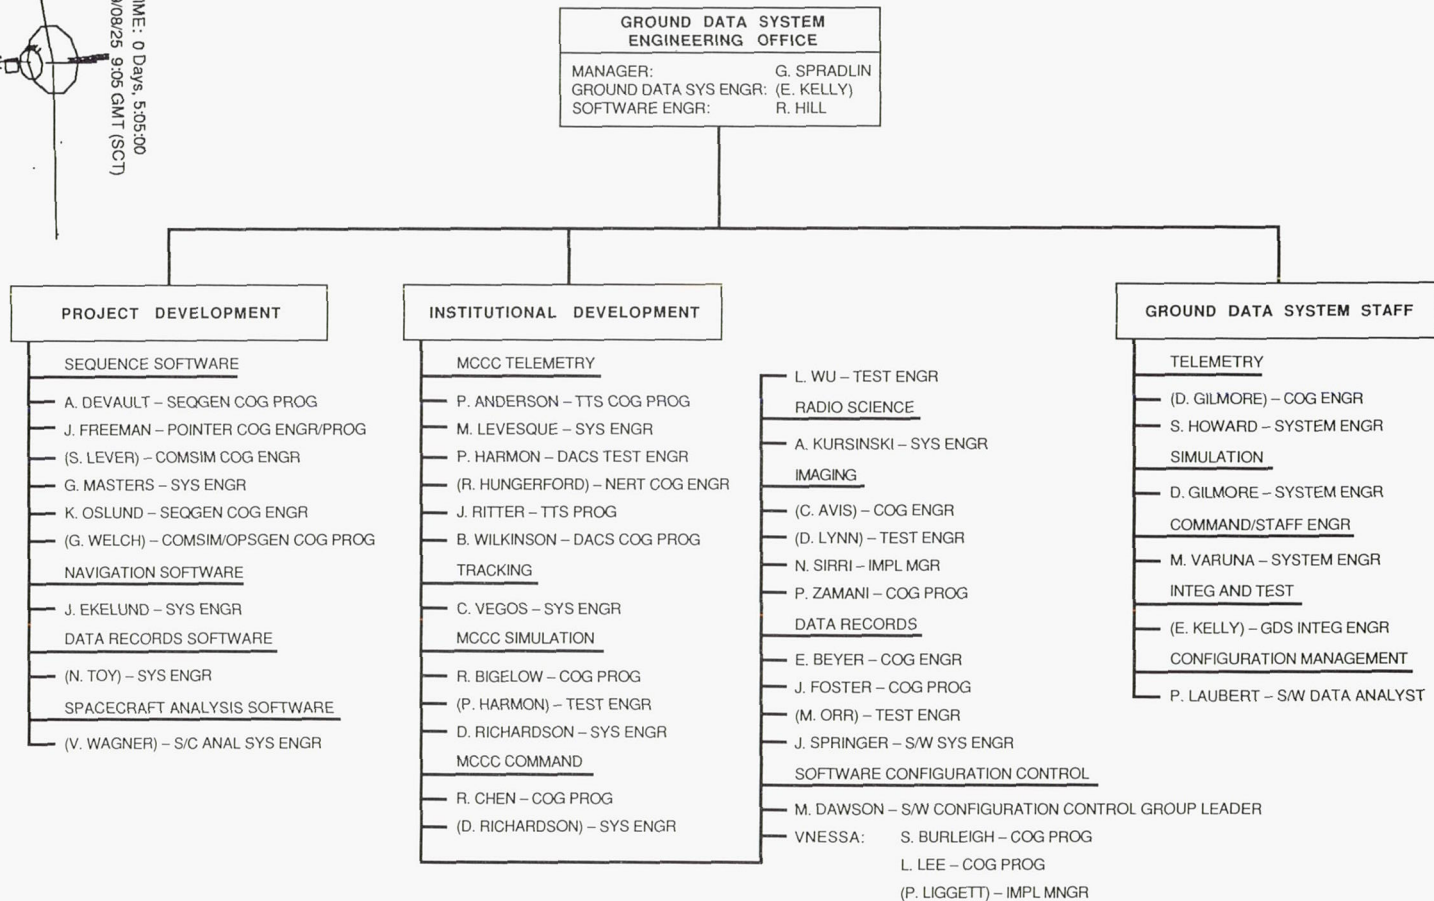 IME: 0 Days, 5:05:00
/08/25 9:05 GMT (SCT)
GROUND DATA SYSTEM
ENGINEERING OFFICE
MANAGER: G. SPRADLIN
GROUND DATA SYS ENGR: (E. KELLY)
SOFTWARE ENGR: R. HILL
PROJECT DEVELOPMENT
SEQUENCE SOFTWARE
A. DEVAULT – SEQGEN COG PROG
J. FREEMAN – POINTER COG ENGR/PROG
(S. LEVER) – COMSIM COG ENGR
G. MASTERS – SYS ENGR
K. OSLUND – SEQGEN COG ENGR
(G. WELCH) – COMSIM/OPSGEN COG PROG
NAVIGATION SOFTWARE
J. EKELUND – SYS ENGR
DATA RECORDS SOFTWARE
(N. TOY) – SYS ENGR
SPACECRAFT ANALYSIS SOFTWARE
(V. WAGNER) – S/C ANAL SYS ENGR
INSTITUTIONAL DEVELOPMENT
MCCC TELEMETRY
P. ANDERSON – TTS COG PROG
M. LEVESQUE – SYS ENGR
P. HARMON – DACS TEST ENGR
(R. HUNGERFORD) – NERT COG ENGR
J. RITTER – TTS PROG
B. WILKINSON – DACS COG PROG
TRACKING
C. VEGOS – SYS ENGR
MCCC SIMULATION
R. BIGELOW – COG PROG
(P. HARMON) – TEST ENGR
D. RICHARDSON – SYS ENGR
MCCC COMMAND
R. CHEN – COG PROG
(D. RICHARDSON) – SYS ENGR
L. WU – TEST ENGR
RADIO SCIENCE
A. KURSINSKI – SYS ENGR
IMAGING
(C. AVIS) – COG ENGR
(D. LYNN) – TEST ENGR
N. SIRRI – IMPL MGR
P. ZAMANI – COG PROG
DATA RECORDS
E. BEYER – COG ENGR
J. FOSTER – COG PROG
(M. ORR) – TEST ENGR
J. SPRINGER – S/W SYS ENGR
SOFTWARE CONFIGURATION CONTROL
M. DAWSON – S/W CONFIGURATION CONTROL GROUP LEADER
VNESSA: S. BURLEIGH – COG PROG
L. LEE – COG PROG
(P. LIGGETT) – IMPL MNGR
GROUND DATA SYSTEM STAFF
TELEMETRY
(D. GILMORE) – COG ENGR
S. HOWARD – SYSTEM ENGR
SIMULATION
D. GILMORE – SYSTEM ENGR
COMMAND/STAFF ENGR
M. VARUNA – SYSTEM ENGR
INTEG AND TEST
(E. KELLY) – GDS INTEG ENGR
CONFIGURATION MANAGEMENT
P. LAUBERT – S/W DATA ANALYST